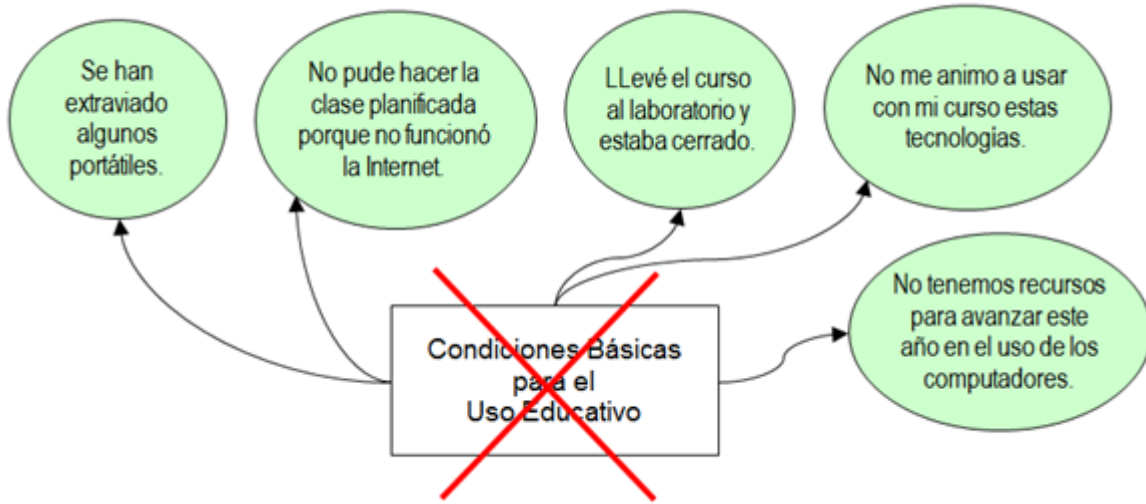 Se han
extraviado
algunos
portátiles.
No pude hacer la
clase planificada
porque no funcionó
la Internet.
LLevé el curso
al laboratorio y
estaba cerrado.
No me animo a usar
con mi curso estas
tecnologías.
No tenemos recursos
para avanzar este
año en el uso de los
computadores.
Condiciones Básicas
para el
Uso Educativo